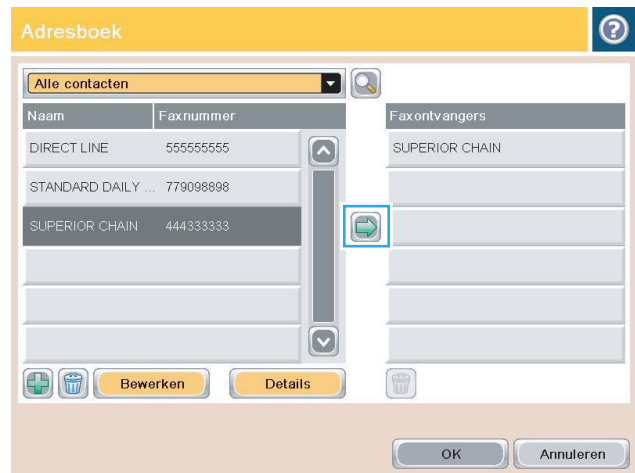 Adresboek
Alle contacten
Naam Faxnummer
Faxontvangers
DIRECT LINE 555555555
SUPERIOR CHAIN
STANDARD DAILY ... 779098898
SUPERIOR CHAIN 444333333
Bewerken Details
OK Annuleren